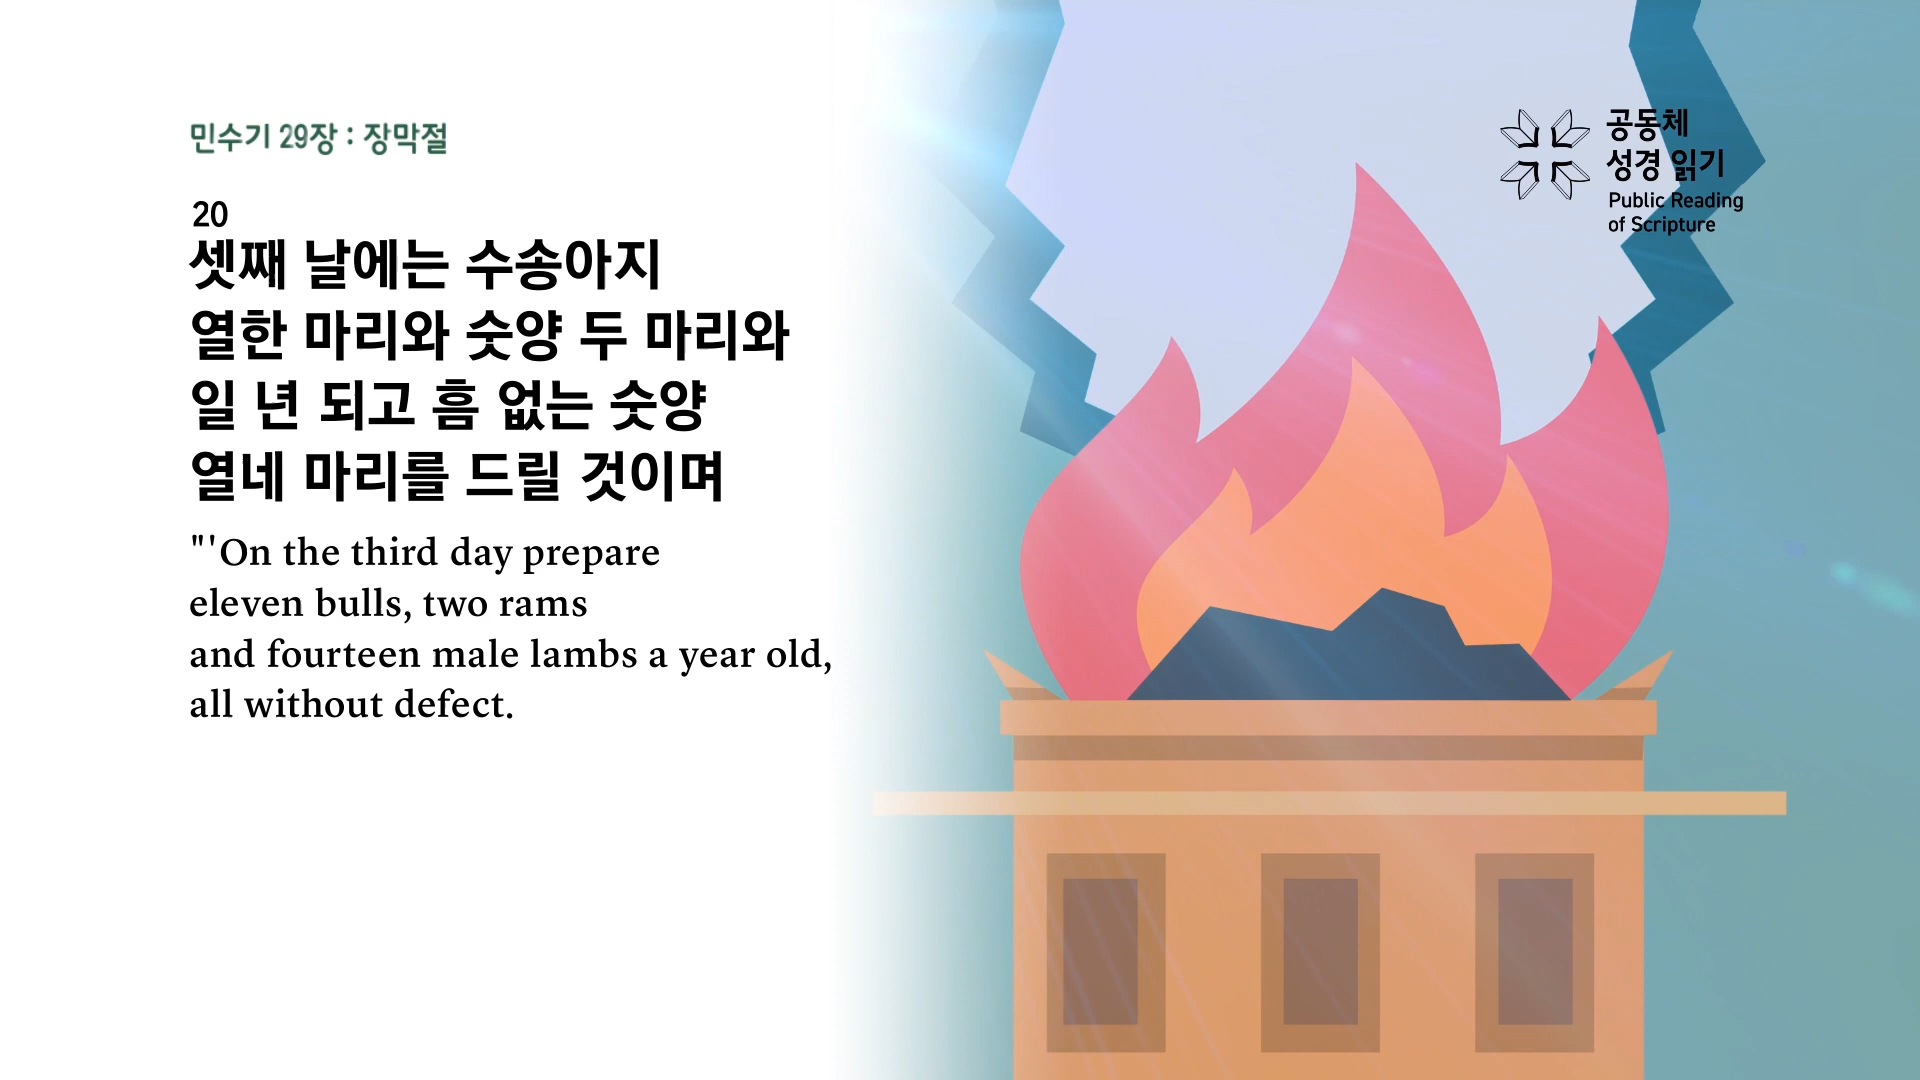 민수기 29장 : 장막절
20
셋째 날에는 수송아지
열한 마리와 숫양 두 마리와
일 년 되고 흠 없는 숫양
열네 마리를 드릴 것이며
"'On the third day prepare
eleven bulls, two rams
and fourteen male lambs a year old,
all without defect.
공동체
성경 읽기
Public Reading
of Scripture